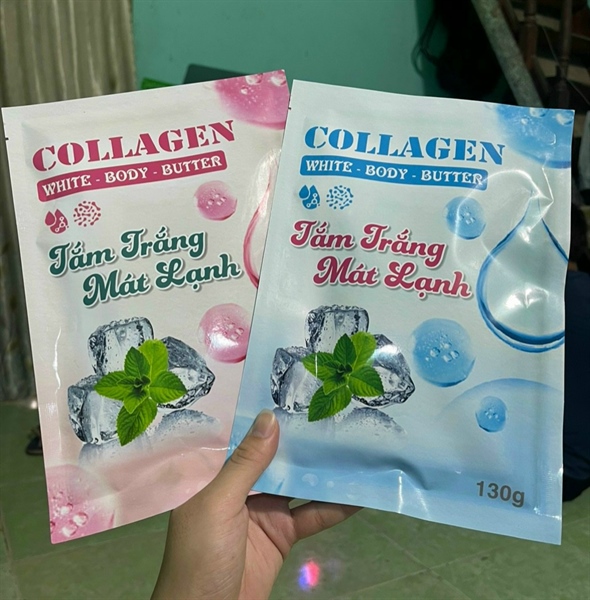 COLLAGEN
WHITE - BODY - BUTTER
Tắm Trắng
Mát Lạnh
COLLAGEN
WHITE - BODY - BUTTER
Tắm Trắng
Mát Lạnh
130g